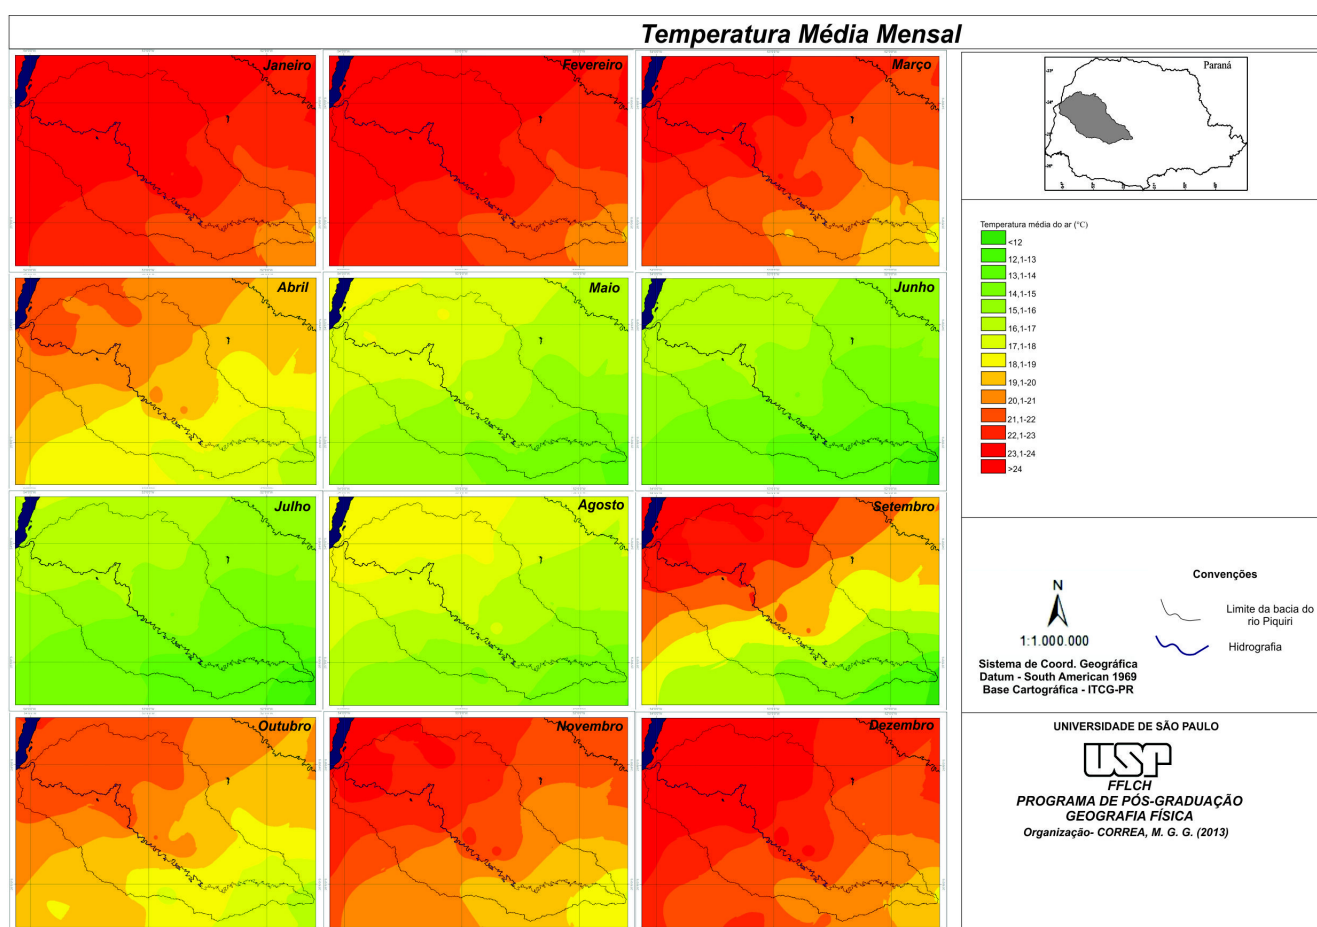 Temperatura Média Mensal
Janeiro
Fevereiro
Março
Abril
Maio
Junho
Julho
Agosto
Setembro
Outubro
Novembro
Dezembro
Paraná
Temperatura média do ar (°C)
<12
12,1-13
13,1-14
14,1-15
15,1-16
16,1-17
17,1-18
18,1-19
19,1-20
20,1-21
21,1-22
22,1-23
23,1-24
>24
N
1:1.000.000
Sistema de Coord. Geográfica
Datum - South American 1969
Base Cartográfica - ITCG-PR
Convenções
Limite da bacia do
rio Piquiri
Hidrografia
UNIVERSIDADE DE SÃO PAULO
USP
FFLCH
PROGRAMA DE PÓS-GRADUAÇÃO
GEOGRAFIA FÍSICA
Organização- CORREA, M. G. G. (2013)